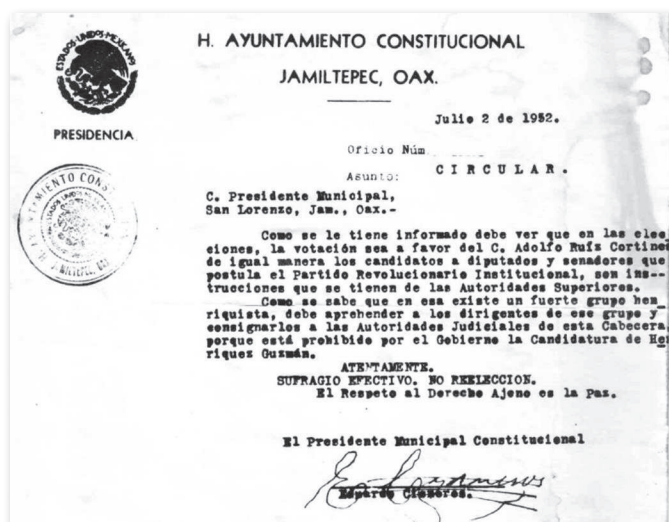 ESTADOS UNIDOS MEXICANOS
H. AYUNTAMIENTO CONSTITUCIONAL
JAMILTEPEC, OAX.
Julio 2 de 1952.
PRESIDENCIA
Oficio Núm.
CIRCULAR.
Asunto:
C. Presidente Municipal,
San Lorenzo, Jam., Oax.-
Como se le tiene informado debe ver que en las elec
ciones, la votación sea a favor del C. Adolfo Ruíz Cortine
de igual manera los candidatos a diputados y senadores que
postula el Partido Revolucionario Institucional, son ins-
trucciones que se tienen de las Autoridades Superiores.
Como se sabe que en esa existe un fuerte grupo hen
riquista, debe aprehender a los dirigentes de ese grupo y
consignarlos a las Autoridades Judiciales de esta Cabecera,
porque está prohibido por el Gobierno la Candidatura de Hen
riquez Guzmán.
ATENTAMENTE.
SUFRAGIO EFECTIVO. NO REELECCION.
El Respeto al Derecho Ajeno es la Paz.
El Presidente Municipal Constitucional
Eduardo Cisneros.